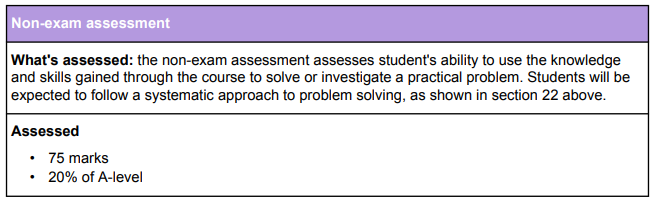 Non-exam assessment
What's assessed: the non-exam assessment assesses student's ability to use the knowledge
and skills gained through the course to solve or investigate a practical problem. Students will be
expected to follow a systematic approach to problem solving, as shown in section 22 above.
Assessed
• 75 marks
• 20% of A-level